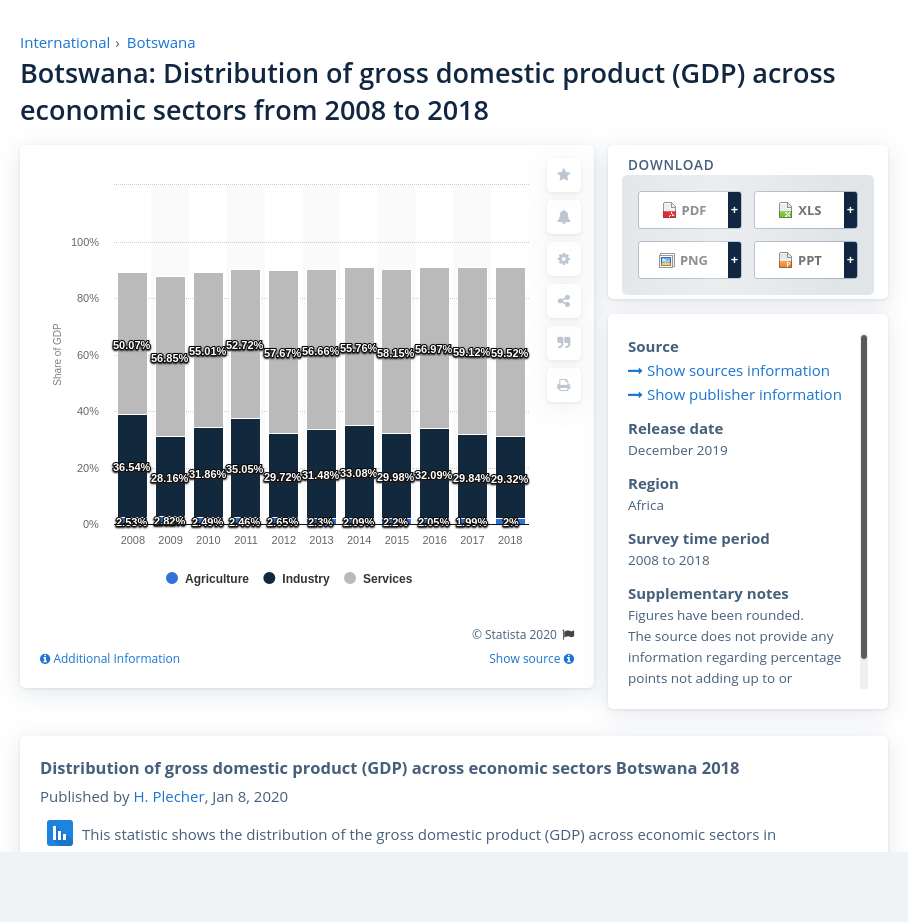 International › Botswana
Botswana: Distribution of gross domestic product (GDP) across
economic sectors from 2008 to 2018
DOWNLOAD
PDF +
XLS +
PNG +
PPT +
Share of GDP
100%
80%
60%
40%
20%
0%
50.07% 56.85% 55.01% 52.72% 57.67% 56.66% 55.76% 58.15% 56.97% 59.12% 59.52%
36.54% 28.16% 31.86% 35.05% 29.72% 31.48% 33.08% 29.98% 32.09% 29.84% 29.32%
2.53% 2.82% 2.49% 2.46% 2.65% 2.3% 2.09% 2.2% 2.05% 1.99% 2%
2008 2009 2010 2011 2012 2013 2014 2015 2016 2017 2018
Agriculture Industry Services
© Statista 2020
Additional Information
Show source
Source
Show sources information
Show publisher information
Release date
December 2019
Region
Africa
Survey time period
2008 to 2018
Supplementary notes
Figures have been rounded.
The source does not provide any
information regarding percentage
points not adding up to or
Distribution of gross domestic product (GDP) across economic sectors Botswana 2018
Published by H. Plecher, Jan 8, 2020
This statistic shows the distribution of the gross domestic product (GDP) across economic sectors in